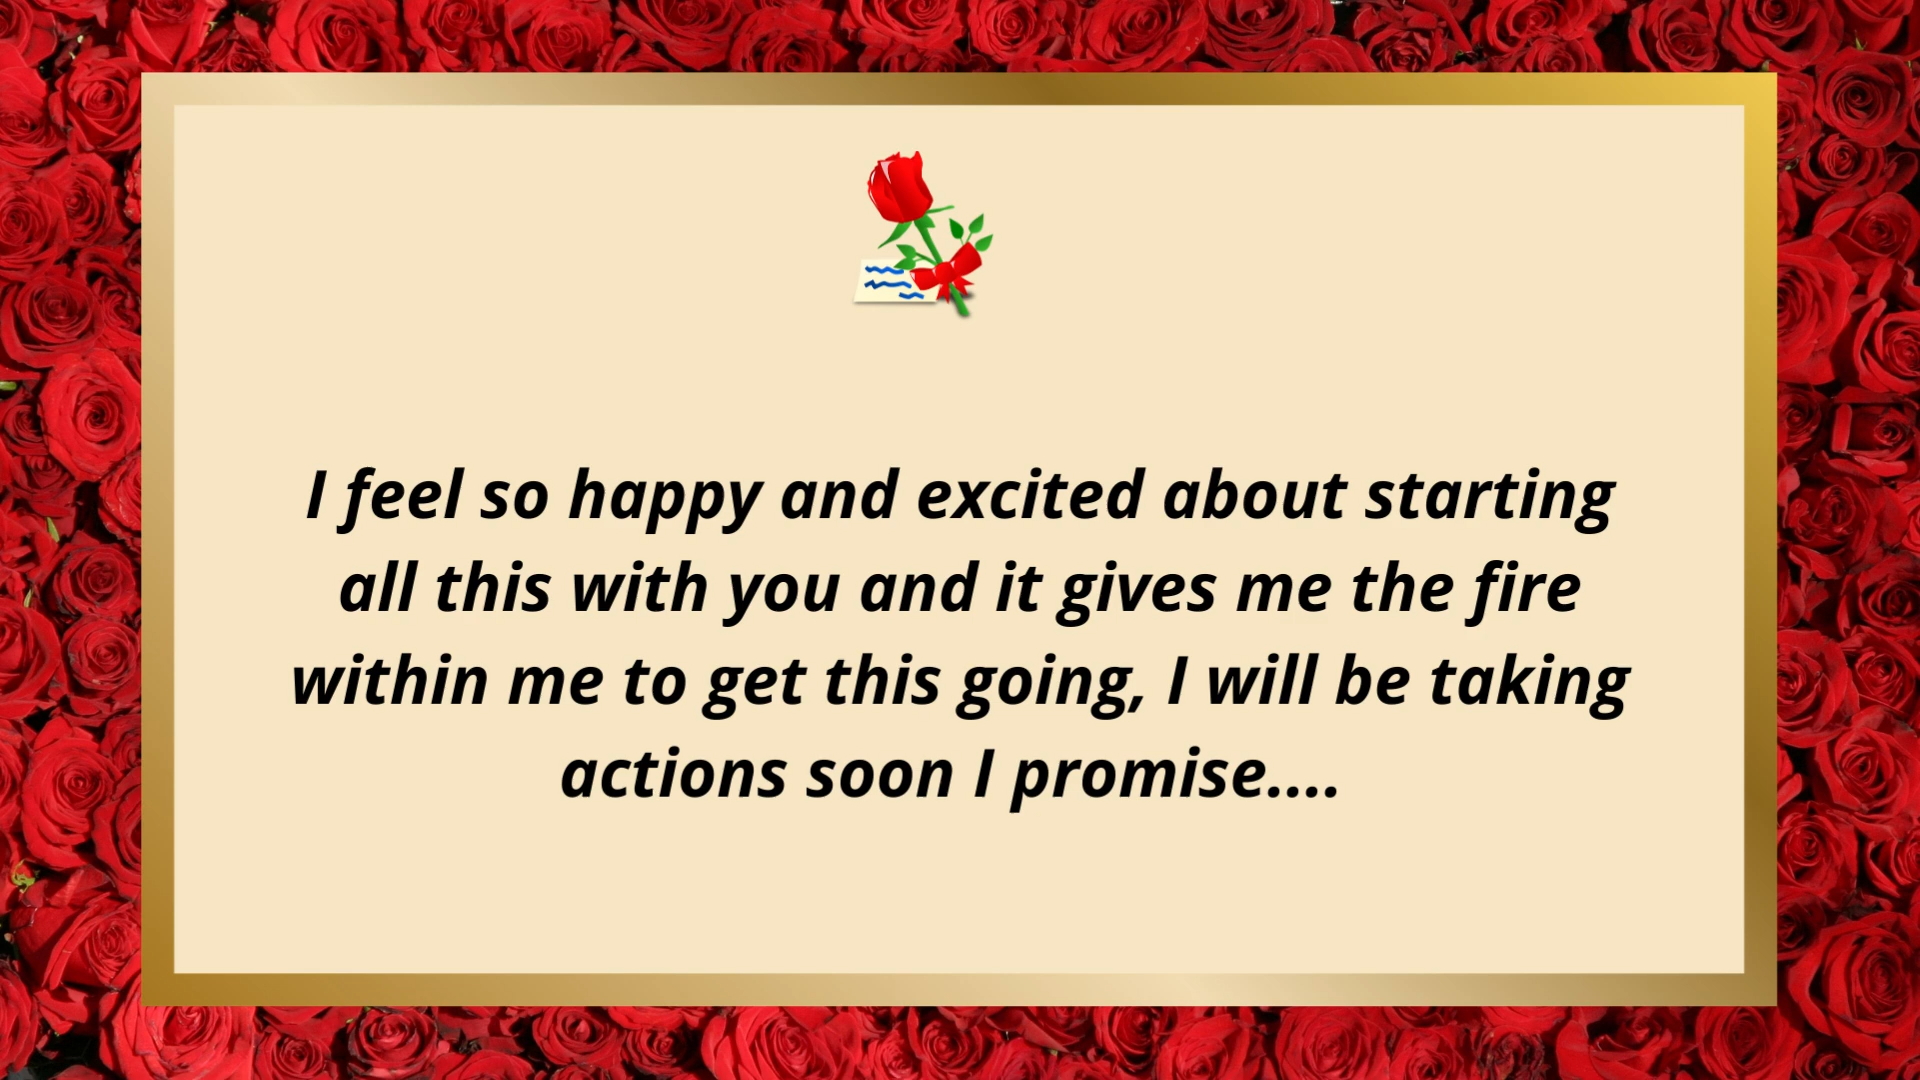 I feel so happy and excited about starting
all this with you and it gives me the fire
within me to get this going, I will be taking
actions soon I promise....